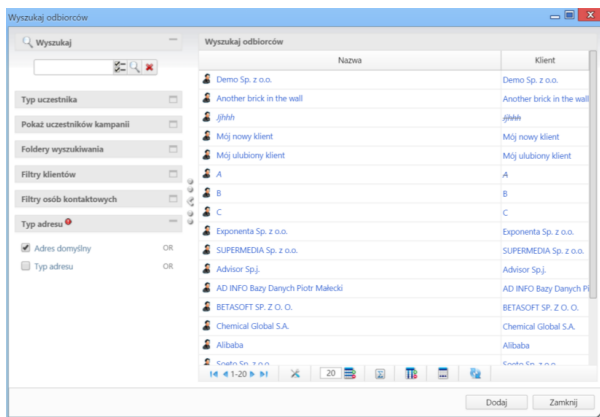 Wyszukaj odbiorców
Wyszukaj
Typ uczestnika
Pokaż uczestników kampanii
Foldery wyszukiwania
Filtry klientów
Filtry osób kontaktowych
Typ adresu
Adres domyślny OR
Typ adresu OR
Wyszukaj odbiorców
Nazwa Klient
Demo Sp. z o.o. Demo Sp. z o.o.
Another brick in the wall Another brick in the wall
Jjhhh Jjhhh
Mój nowy klient Mój nowy klient
Mój ulubiony klient Mój ulubiony klient
A A
B B
C C
Exponenta Sp. z o.o. Exponenta Sp. z o.o.
SUPERMEDIA Sp. z o.o. SUPERMEDIA Sp. z o.o.
Advisor Sp.j. Advisor Sp.j.
AD INFO Bazy Danych Piotr Małecki AD INFO Bazy Danych Pi
BETASOFT SP. Z O. O. BETASOFT SP. Z O. O.
Chemical Global S.A. Chemical Global S.A.
Alibaba Alibaba
1-20 20
Dodaj Zamknij